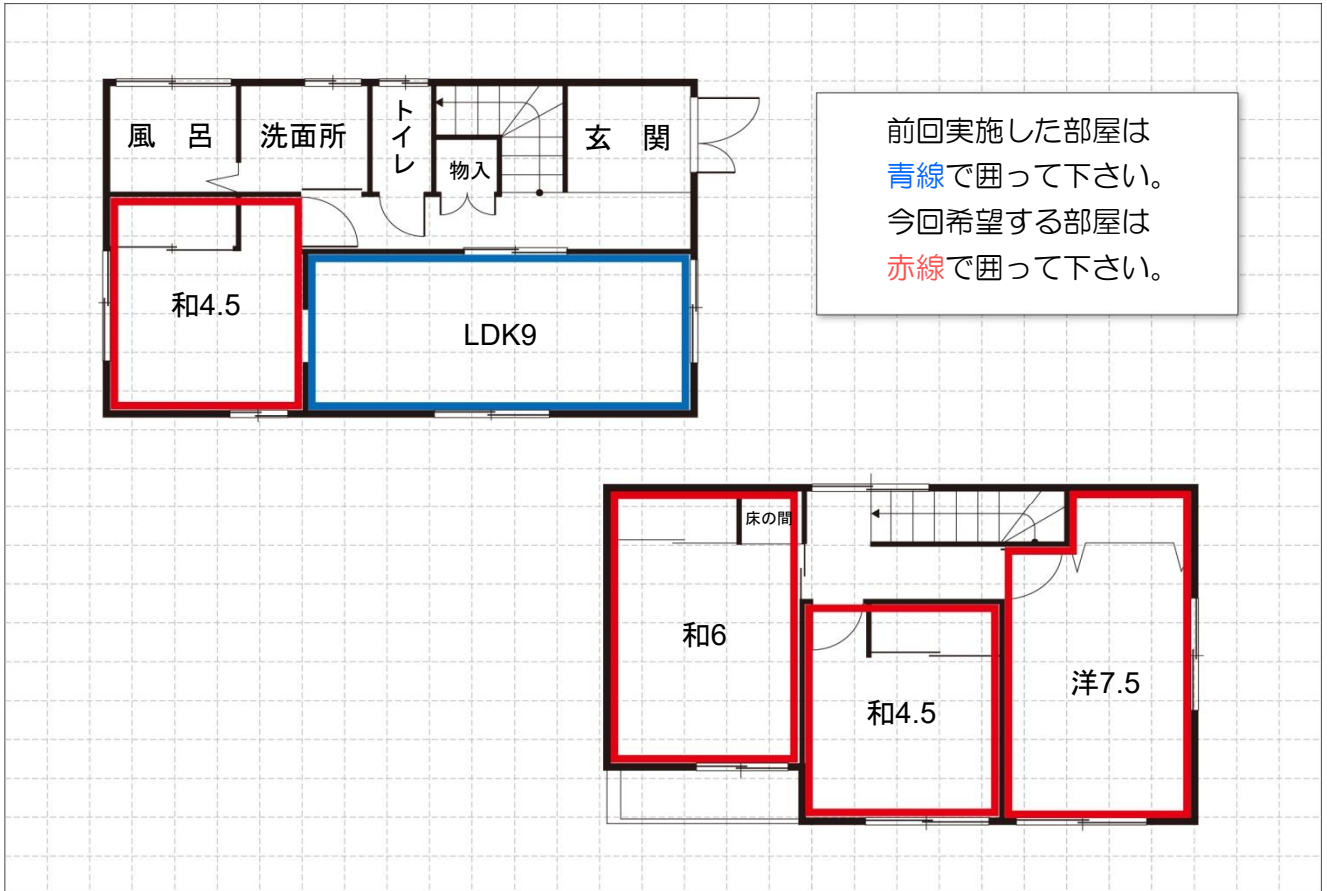 風 呂
洗面所
トイレ
物入
玄 関
前回実施した部屋は
青線で囲って下さい。
今回希望する部屋は
赤線で囲って下さい。
和4.5
LDK9
床の間
和6
和4.5
洋7.5